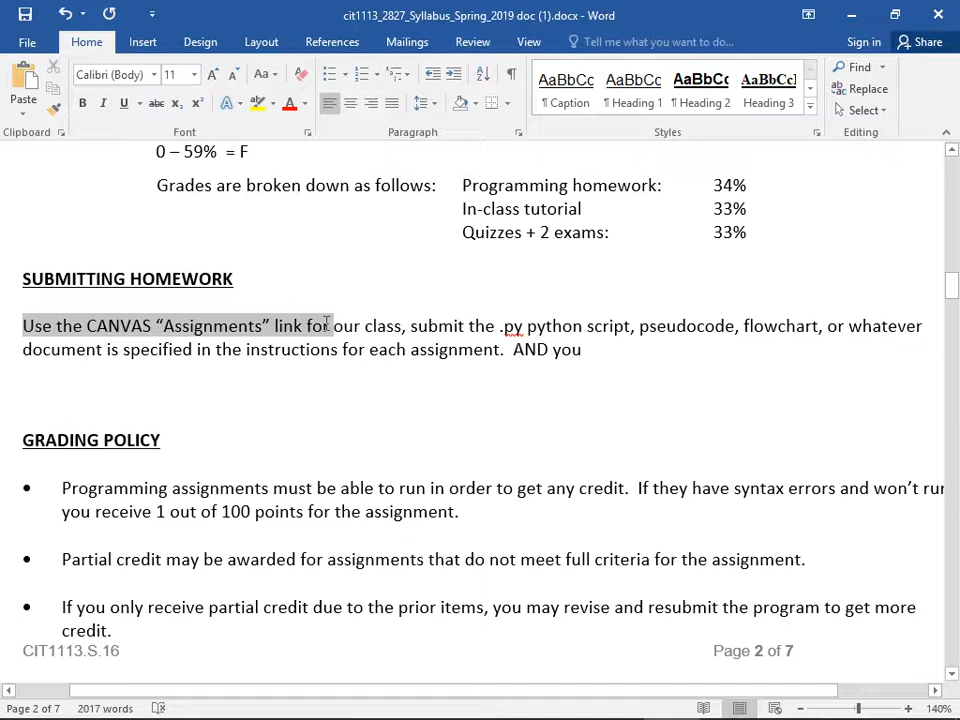 cit1113_2827_Syllabus_Spring_2019 doc (1).docx - Word
File Home Insert Design Layout References Mailings Review View Tell me what you want to do... Sign in Share
Paste Calibri (Body) 11 Aa AaBbCc AaBbCc AaBbCc AaBbCc Find
B I U abc x₂ x² A A ¶ Caption ¶ Heading 1 ¶ Heading 2 Heading 3 Replace
Select
Clipboard Font Paragraph Styles Editing
0 – 59% = F
Grades are broken down as follows: Programming homework: 34%
In-class tutorial 33%
Quizzes + 2 exams: 33%
SUBMITTING HOMEWORK
Use the CANVAS “Assignments” link for our class, submit the .py python script, pseudocode, flowchart, or whatever
document is specified in the instructions for each assignment. AND you
GRADING POLICY
• Programming assignments must be able to run in order to get any credit. If they have syntax errors and won’t run
you receive 1 out of 100 points for the assignment.
• Partial credit may be awarded for assignments that do not meet full criteria for the assignment.
• If you only receive partial credit due to the prior items, you may revise and resubmit the program to get more
credit.
CIT1113.S.16 Page 2 of 7
Page 2 of 7 2017 words 140%